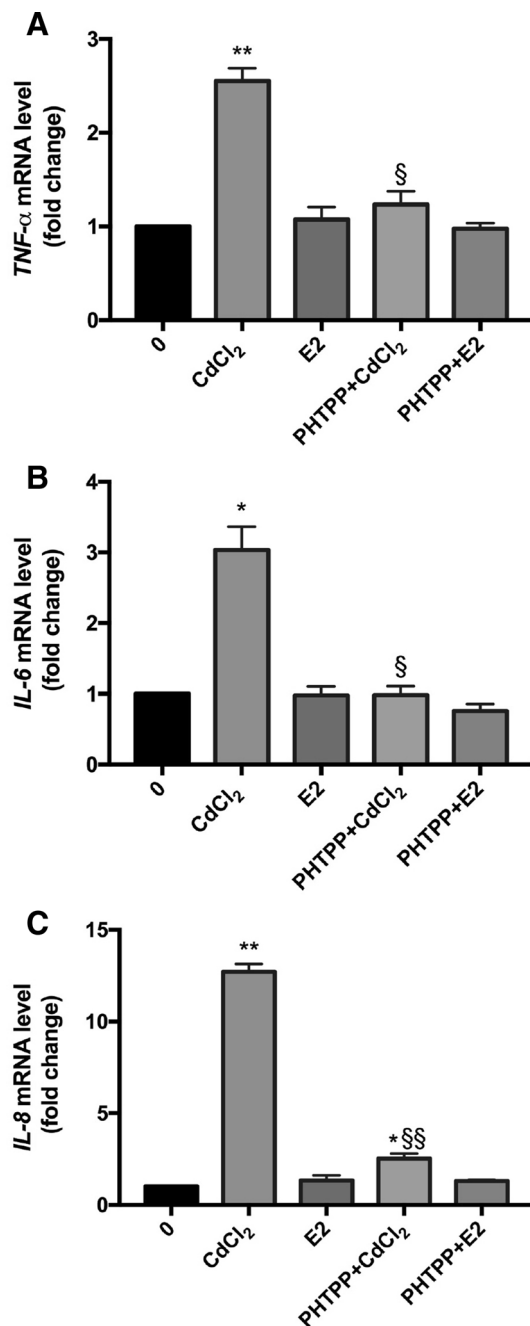 A
TNF-α mRNA level
(fold change)
3
2
1
0
**
§
0
CdCl₂
E2
PHTPP+CdCl₂
PHTPP+E2
B
IL-6 mRNA level
(fold change)
4
3
2
1
0
*
§
0
CdCl₂
E2
PHTPP+CdCl₂
PHTPP+E2
C
IL-8 mRNA level
(fold change)
15
10
5
0
**
*§§
0
CdCl₂
E2
PHTPP+CdCl₂
PHTPP+E2